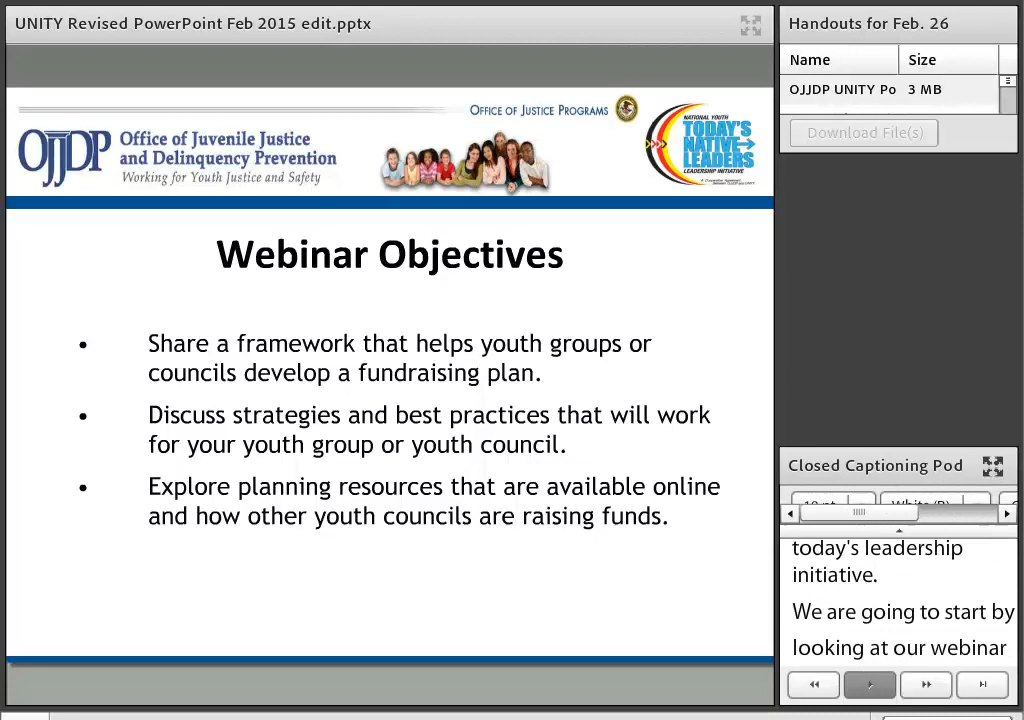 UNITY Revised PowerPoint Feb 2015 edit.pptx
OFFICE OF JUSTICE PROGRAMS
OJJDP
Office of Juvenile Justice
and Delinquency Prevention
Working for Youth Justice and Safety
NATIONAL YOUTH
TODAY'S
NATIVE
LEADERS
LEADERSHIP INITIATIVE
Webinar Objectives
• Share a framework that helps youth groups or
councils develop a fundraising plan.
• Discuss strategies and best practices that will work
for your youth group or youth council.
• Explore planning resources that are available online
and how other youth councils are raising funds.
Handouts for Feb. 26
Name Size
OJJDP UNITY Po 3 MB
Download File(s)
Closed Captioning Pod
today's leadership
initiative.
We are going to start by
looking at our webinar